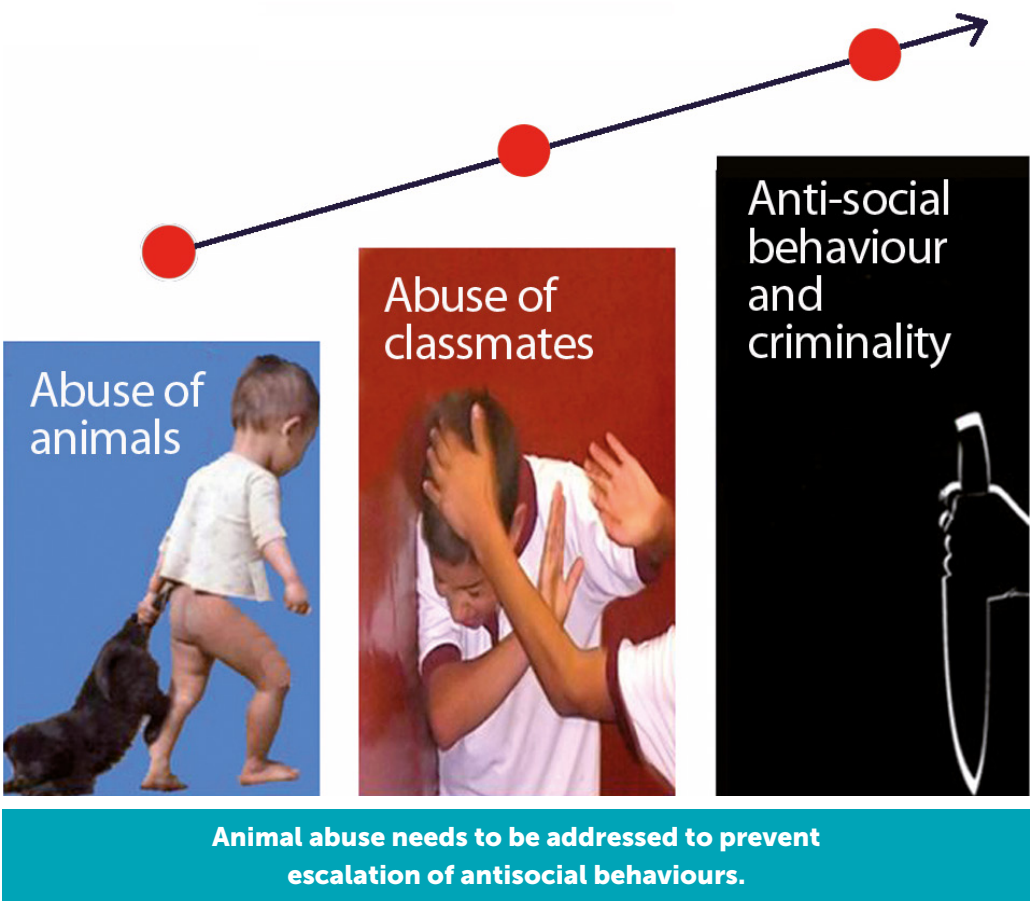 Abuse of
animals
Abuse of
classmates
Anti-social
behaviour
and
criminality
Animal abuse needs to be addressed to prevent
escalation of antisocial behaviours.